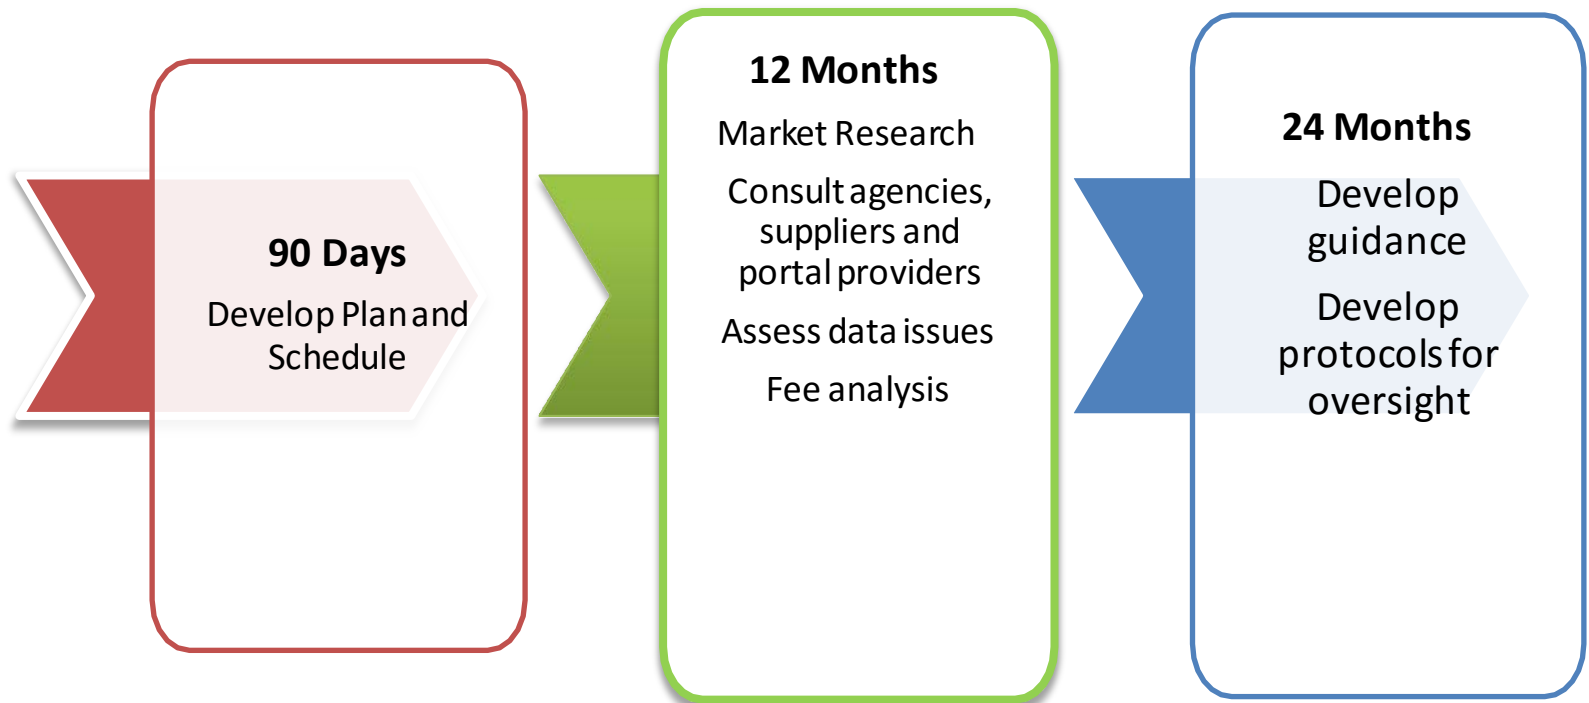 90 Days
Develop Plan and
Schedule
12 Months
Market Research
Consult agencies,
suppliers and
portal providers
Assess data issues
Fee analysis
24 Months
Develop
guidance
Develop
protocols for
oversight